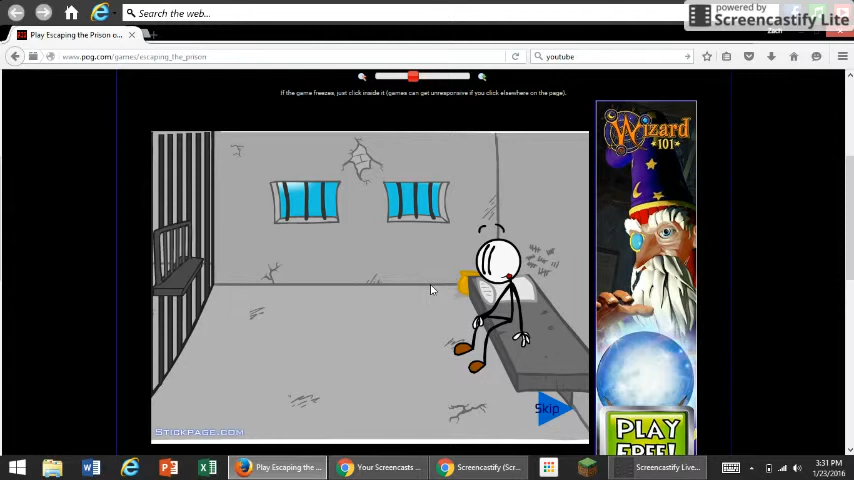 Search the web...
powered by
Screencastify Lite
Play Escaping the Prison o...
Zach
www.pog.com/games/escaping_the_prison
youtube
If the game freezes, just click inside it (games can get unresponsive if you click elsewhere on the page).
Wizard
101
Skip
STICKPAGE.COM
PLAY
FREE!
Play Escaping the ...
Your Screencasts ...
Screencastify (Scr...
Screencastify Live...
3:31 PM
1/23/2016